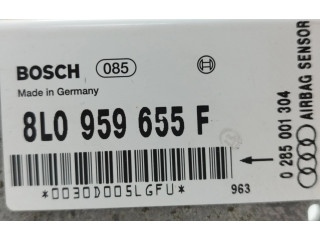 BOSCH 085
Made in Germany
8L0 959 655 F
*0030D005LGFU*
963
0 285 001 304
AIRBAG SENSOR